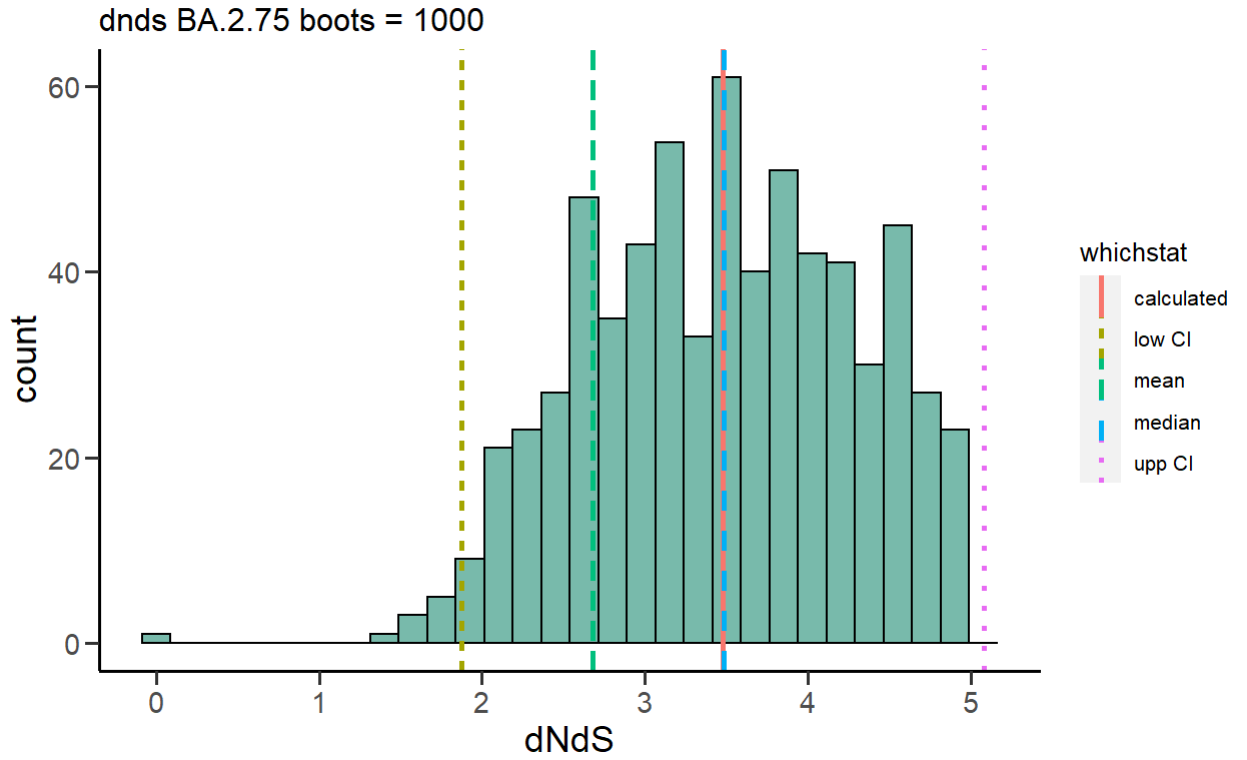 dnds BA.2.75 boots = 1000
60
40
20
0
count
0 1 2 3 4 5
dNdS
whichstat
calculated
low CI
mean
median
upp CI